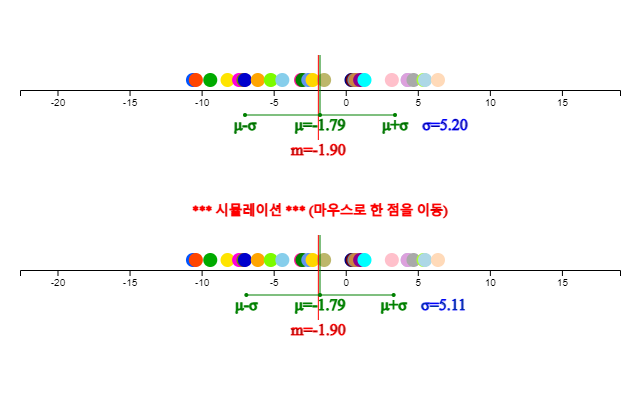 -20 -15 -10 -5 0 5 10 15
μ-σ μ=-1.79 μ+σ σ=5.20
m=-1.90
*** 시뮬레이션 *** (마우스로 한 점을 이동)
-20 -15 -10 -5 0 5 10 15
μ-σ μ=-1.79 μ+σ σ=5.11
m=-1.90